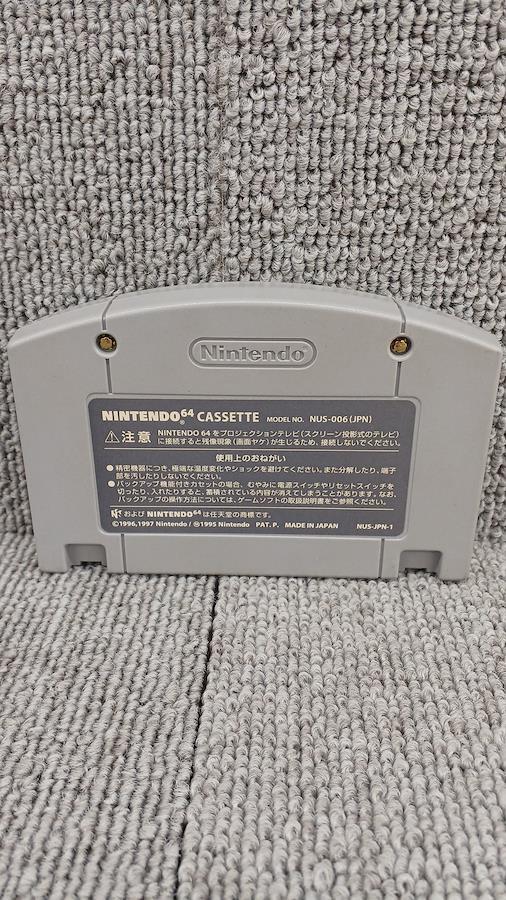 Nintendo®
NINTENDO64 CASSETTE MODEL NO. NUS-006(JPN)
⚠注意 NINTENDO 64 をプロジェクションテレビ(スクリーン投影式のテレビ)
に接続すると残像現象(画面ヤケ)が生じるため、接続しないでください。
使用上のおねがい
●精密機器につき、極端な温度変化やショックを避けてください。また分解したり、端子
部を汚したりしないでください。
●バックアップ機能付きカセットの場合、むやみに電源スイッチやリセットスイッチを
切ったり、入れたりすると、蓄積されている内容が消えてしまうことがあります。なお、
バックアップの操作方法については、ゲームソフトの取扱説明書をご参照ください。
および NINTENDO64 は任天堂の商標です。
©1996,1997 Nintendo/Ⓜ1995 Nintendo PAT. P. MADE IN JAPAN NUS-JPN-1